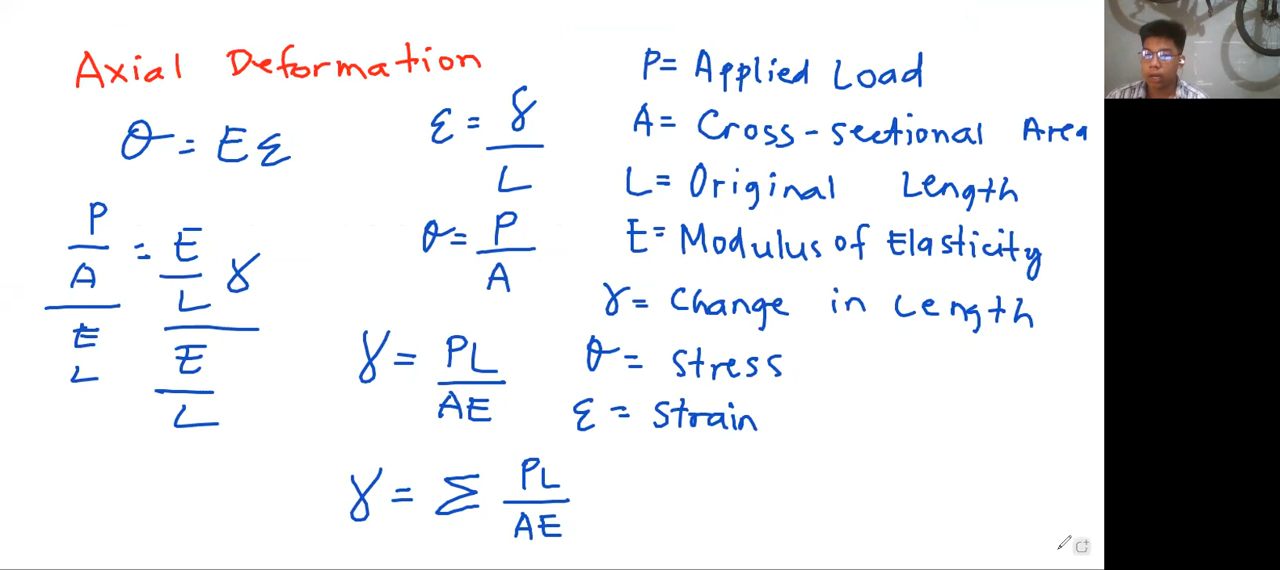 Axial Deformation
σ = Eε
P/A = E/L γ
E/L E/L
ε = γ/L
σ = P/A
γ = PL/AE
γ = Σ PL/AE
P= Applied Load
A= Cross-sectional Area
L= Original Length
E= Modulus of Elasticity
γ= Change in Length
σ= Stress
ε = Strain